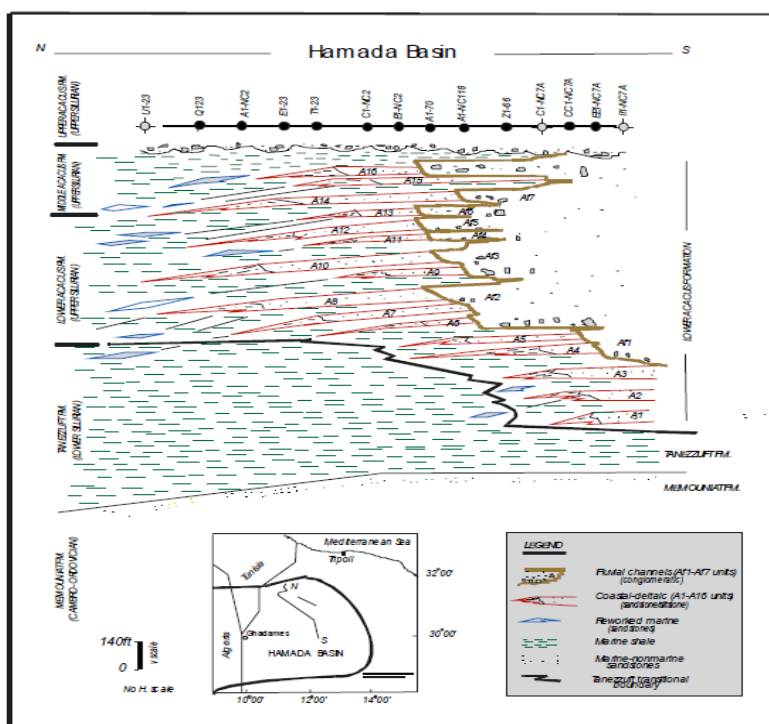 N Hamada Basin S
U1-23
Q123
A1-NC2
E1-23
T1-23
C1-NC2
B1-NC2
A1-70
A1-NC118
Z1-66
C1-NC7A
CC1-NC7A
EE1-NC7A
II1-NC7A
UPPER ACACUS FM.
(UPPER SILURIAN)
MIDDLE ACACUS FM
(UPPER SILURIAN)
LOWER ACACUS FM.
(UPPER SILURIAN)
TANEZZUFT FM.
(LOWER SILURIAN)
MEMOUNIAT FM.
(CAMBRO-ORDOVICIAN)
A16
A15
A14
A13
A12
A11
A10
A9
A8
A7
A6
A5
A4
A3
A2
A1
Af7
Af6
Af5
Af4
Af3
Af2
Af1
LOWER ACACUS FORMATION
TANEZZUFT FM.
MEMOUNIAT FM.
140ft
0
v scale
No H. scale
Mediterranean Sea
Tripoli
Tunisia
Algeria
Ghadames
N
S
HAMADA BASIN
32°00'
30°00'
10°00' 12°00' 14°00'
LEGEND
Fluvial channels (Af1-Af7 units)
(conglomeratic)
Coastal-deltaic (A1-A16 units)
(sandstone/siltstone)
Reworked marine
(sandstones)
Marine shale
Marine-nonmarine
sandstones
Tanezzuft transitional
boundary